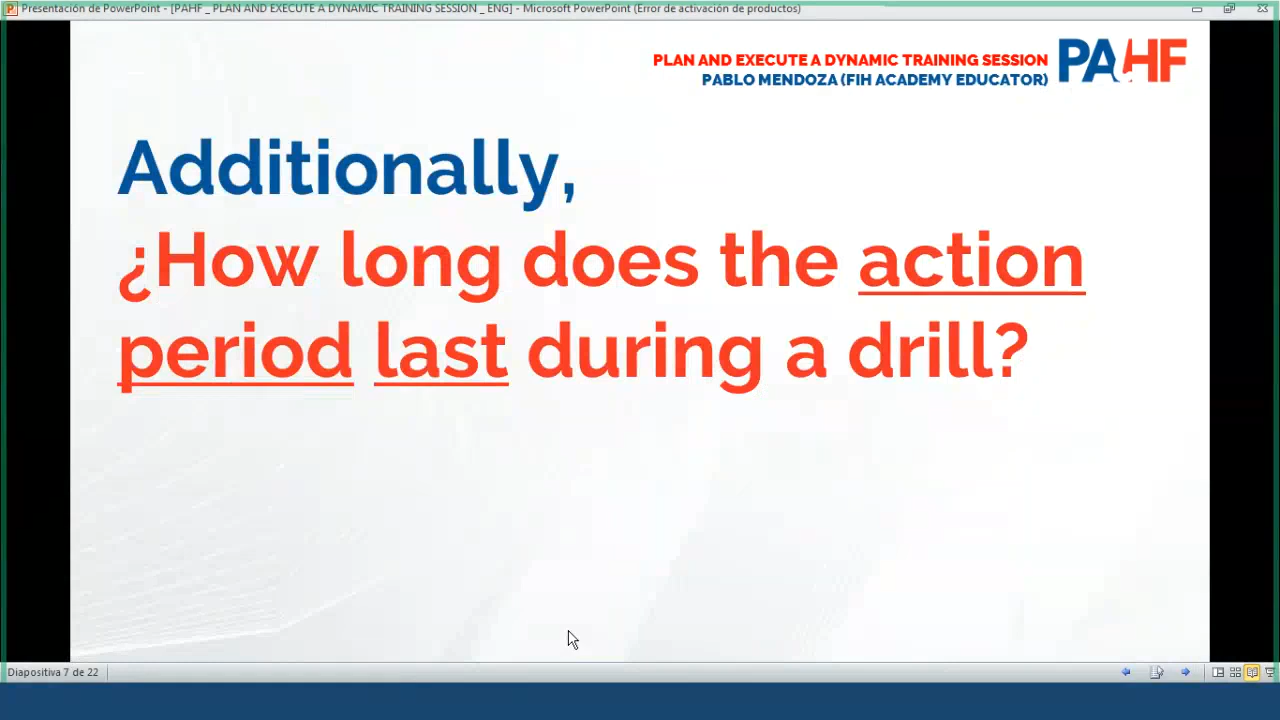 Presentación de PowerPoint - [PAHF _ PLAN AND EXECUTE A DYNAMIC TRAINING SESSION _ ENG] - Microsoft PowerPoint (Error de activación de productos)
PLAN AND EXECUTE A DYNAMIC TRAINING SESSION
PABLO MENDOZA (FIH ACADEMY EDUCATOR)
PAHF
Additionally,
¿How long does the action
period last during a drill?
Diapositiva 7 de 22